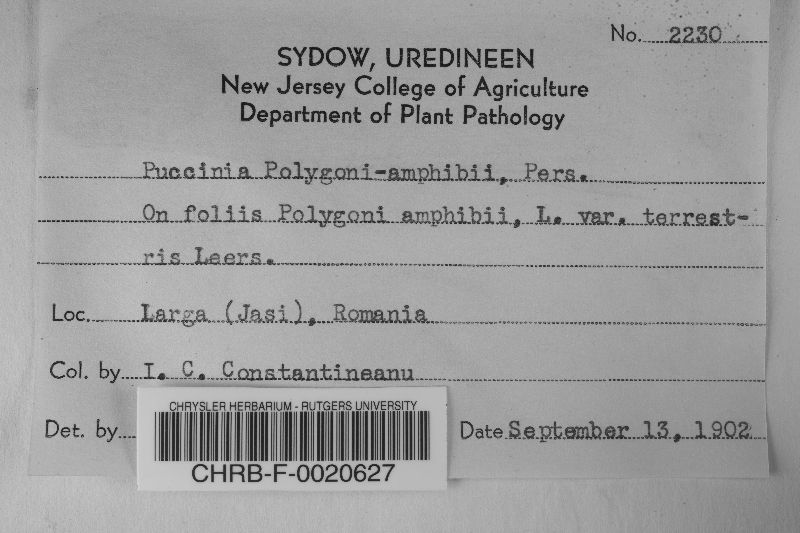 No. 2230
SYDOW, UREDINEEN
New Jersey College of Agriculture
Department of Plant Pathology
Puccinia Polygoni-amphibii, Pers.
On foliis Polygoni amphibii, L. var. terrest-
ris Leers.
Loc. Larga (Jasi), Romania
Col. by I. C. Constantineanu
Det. by
Date September 13, 1902
CHRYSLER HERBARIUM - RUTGERS UNIVERSITY
CHRB-F-0020627